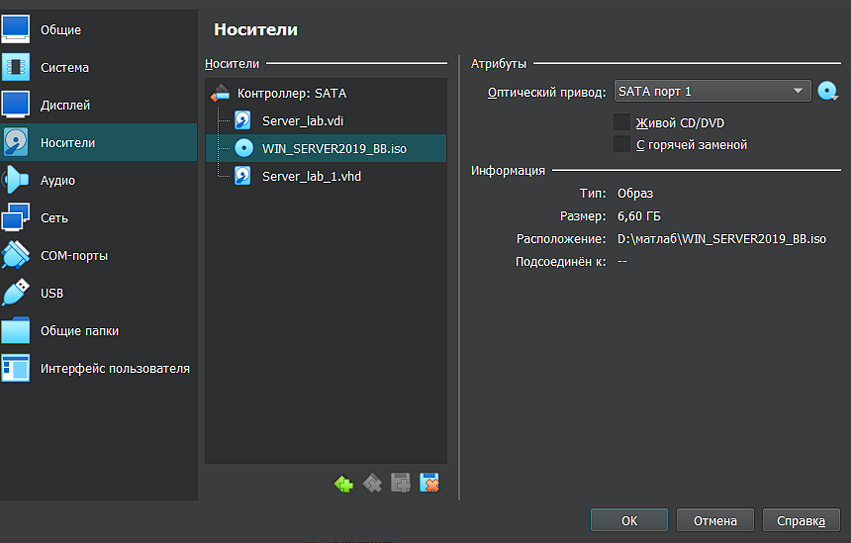 Общие
Система
Дисплей
Носители
Аудио
Сеть
COM-порты
USB
Общие папки
Интерфейс пользователя
Носители
Носители
Контроллер: SATA
Server_lab.vdi
WIN_SERVER2019_BB.iso
Server_lab_1.vhd
Атрибуты
Оптический привод: SATA порт 1
Живой CD/DVD
С горячей заменой
Информация
Тип: Образ
Размер: 6,60 ГБ
Расположение: D:\матлаб\WIN_SERVER2019_BB.iso
Подсоединён к: --
OK Отмена Справка